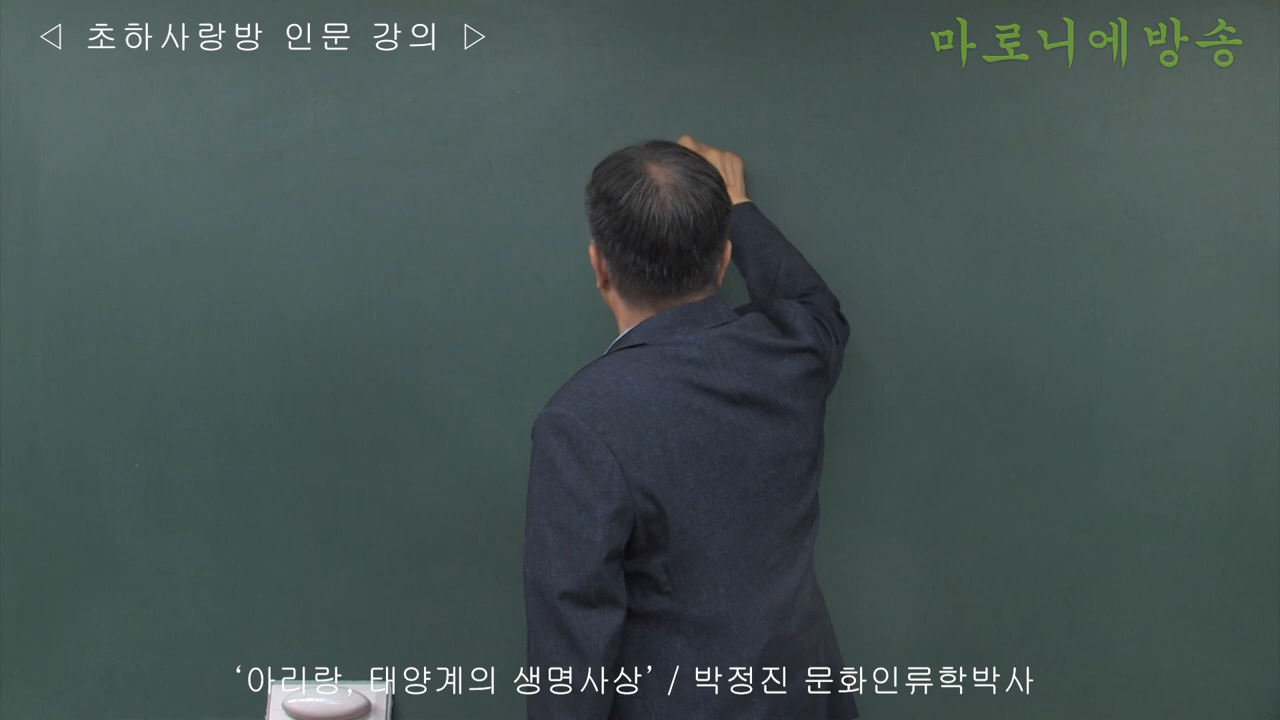 ◁ 초하사랑방 인문 강의 ▷
마로니에방송
‘아리랑, 태양계의 생명사상’ / 박정진 문화인류학박사